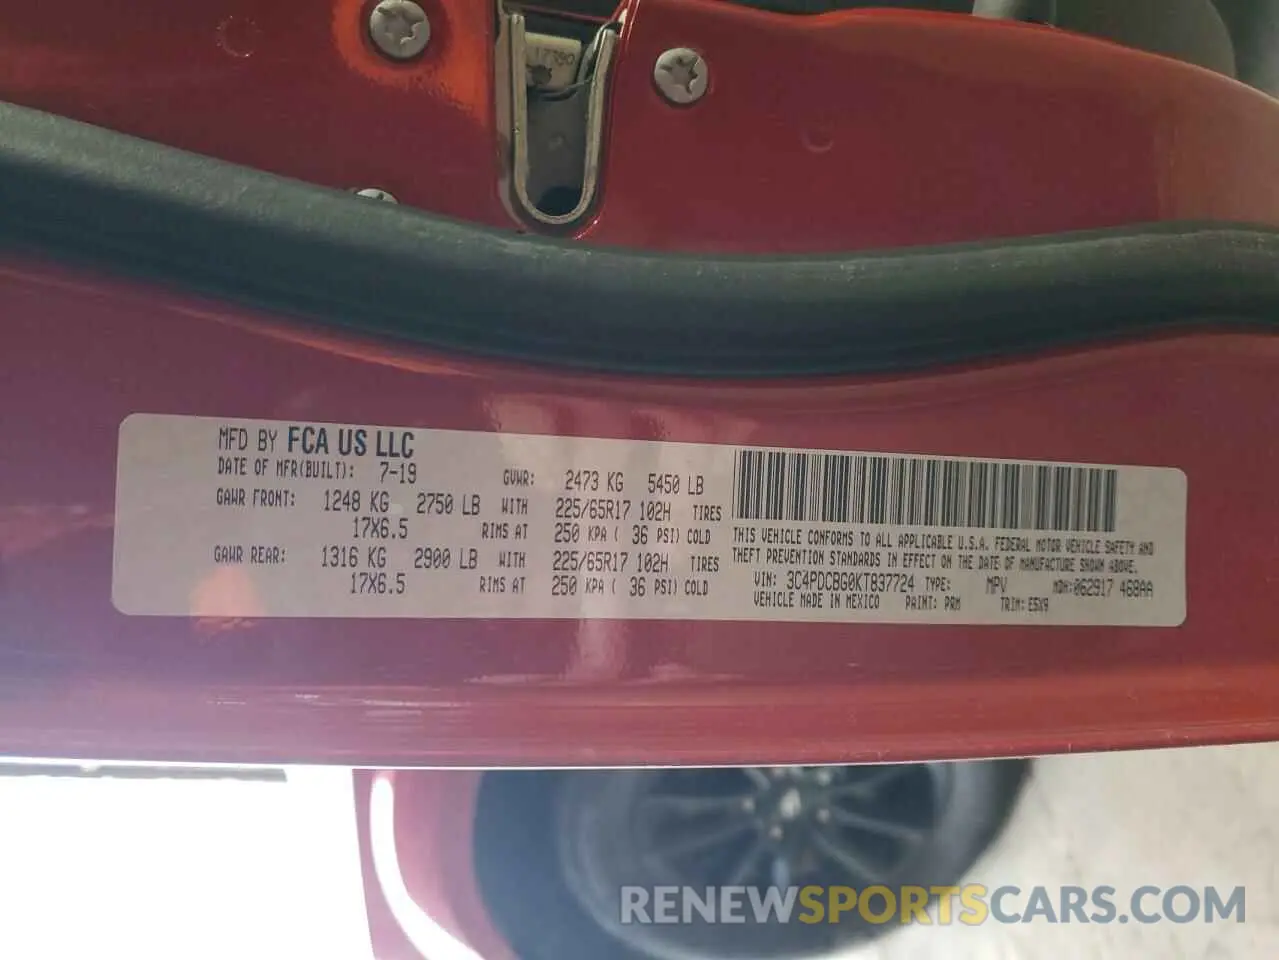 17390
MFD BY FCA US LLC
DATE OF MFR(BUILT): 7-19 GVWR: 2473 KG 5450 LB
GAWR FRONT: 1248 KG 2750 LB WITH 225/65R17 102H TIRES
17X6.5 RIMS AT 250 KPA ( 36 PSI) COLD
GAWR REAR: 1316 KG 2900 LB WITH 225/65R17 102H TIRES
17X6.5 RIMS AT 250 KPA ( 36 PSI) COLD
THIS VEHICLE CONFORMS TO ALL APPLICABLE U.S.A. FEDERAL MOTOR VEHICLE SAFETY AND
THEFT PREVENTION STANDARDS IN EFFECT ON THE DATE OF MANUFACTURE SHOWN ABOVE.
VIN: 3C4PDCBG0KT837724 TYPE: MPV MDH:062917 468AA
VEHICLE MADE IN MEXICO PAINT: PRM TRIM: E5X9
RENEWSPORTSCARS.COM